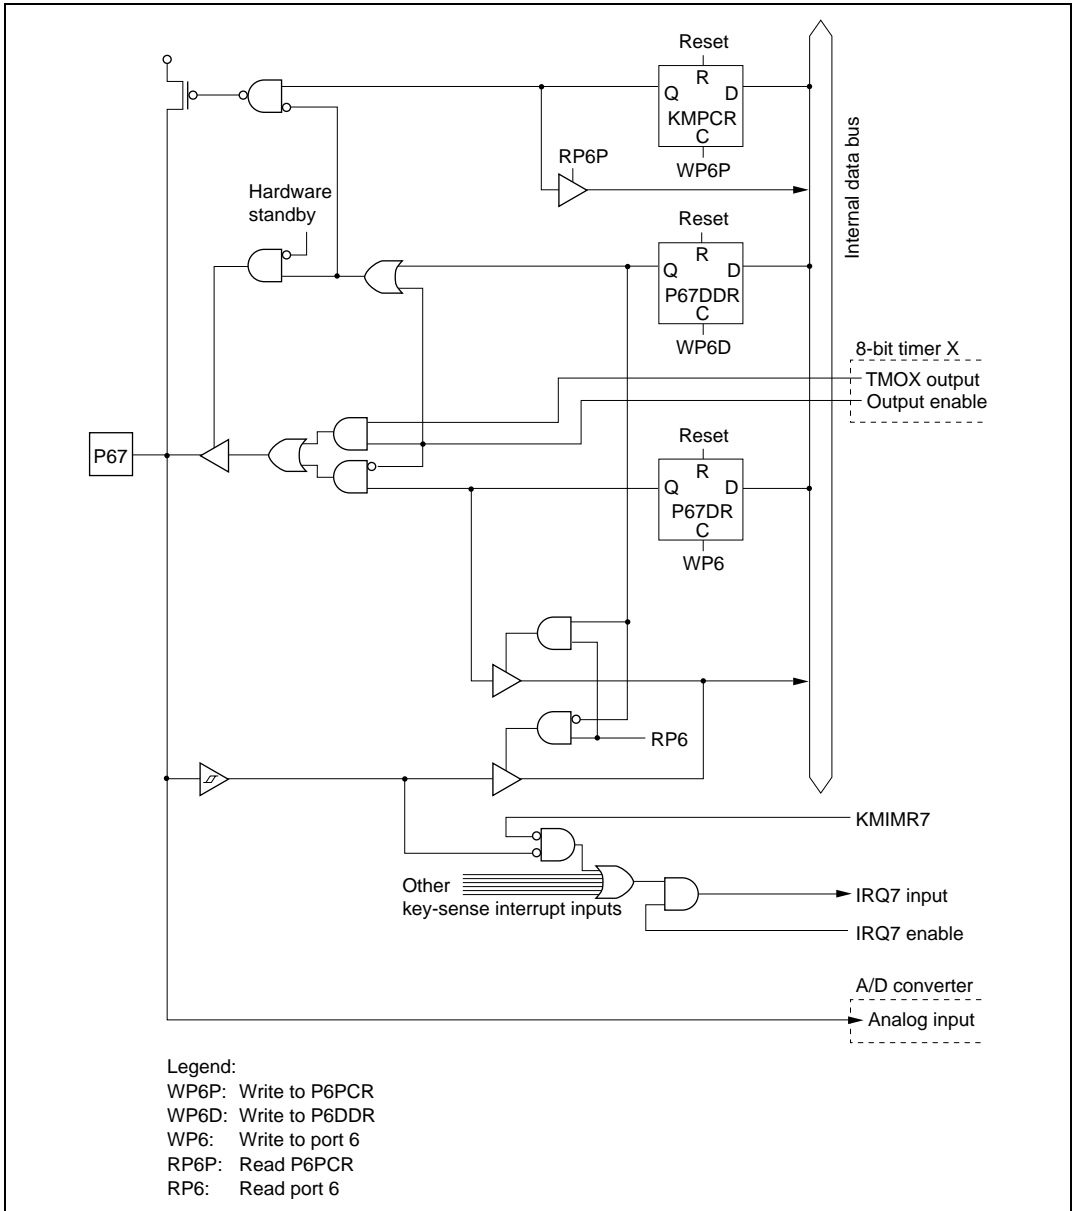 Reset
R
Q D
KMPCR
C
WP6P
RP6P
Internal data bus
Hardware
standby
Reset
R
Q D
P67DDR
C
WP6D
8-bit timer X
TMOX output
Output enable
Reset
P67
R
Q D
P67DR
C
WP6
RP6
KMIMR7
Other
key-sense interrupt inputs
IRQ7 input
IRQ7 enable
A/D converter
Analog input
Legend:
WP6P: Write to P6PCR
WP6D: Write to P6DDR
WP6: Write to port 6
RP6P: Read P6PCR
RP6: Read port 6